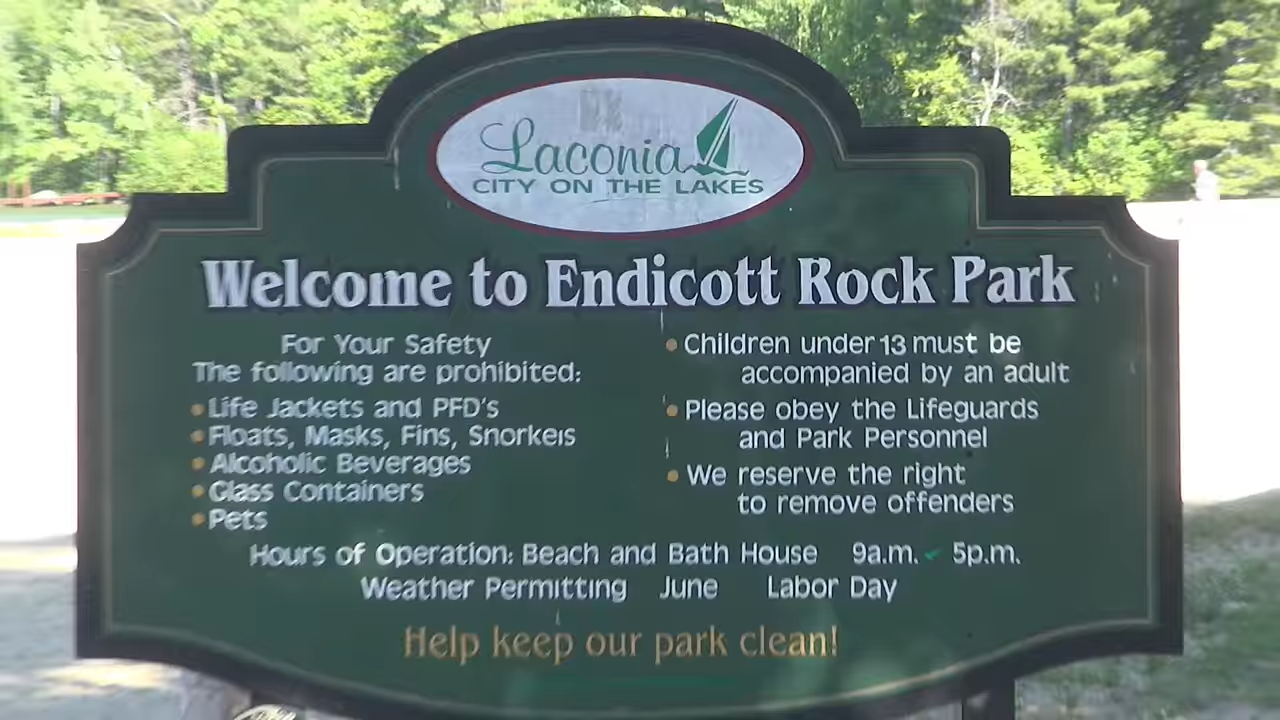 Laconia
CITY ON THE LAKES
Welcome to Endicott Rock Park
For Your Safety
The following are prohibited:
• Life Jackets and PFD's
• Floats, Masks, Fins, Snorkels
• Alcoholic Beverages
• Glass Containers
• Pets
• Children under 13 must be
accompanied by an adult
• Please obey the Lifeguards
and Park Personnel
• We reserve the right
to remove offenders
Hours of Operation: Beach and Bath House 9a.m. 5p.m.
Weather Permitting June Labor Day
Help keep our park clean!